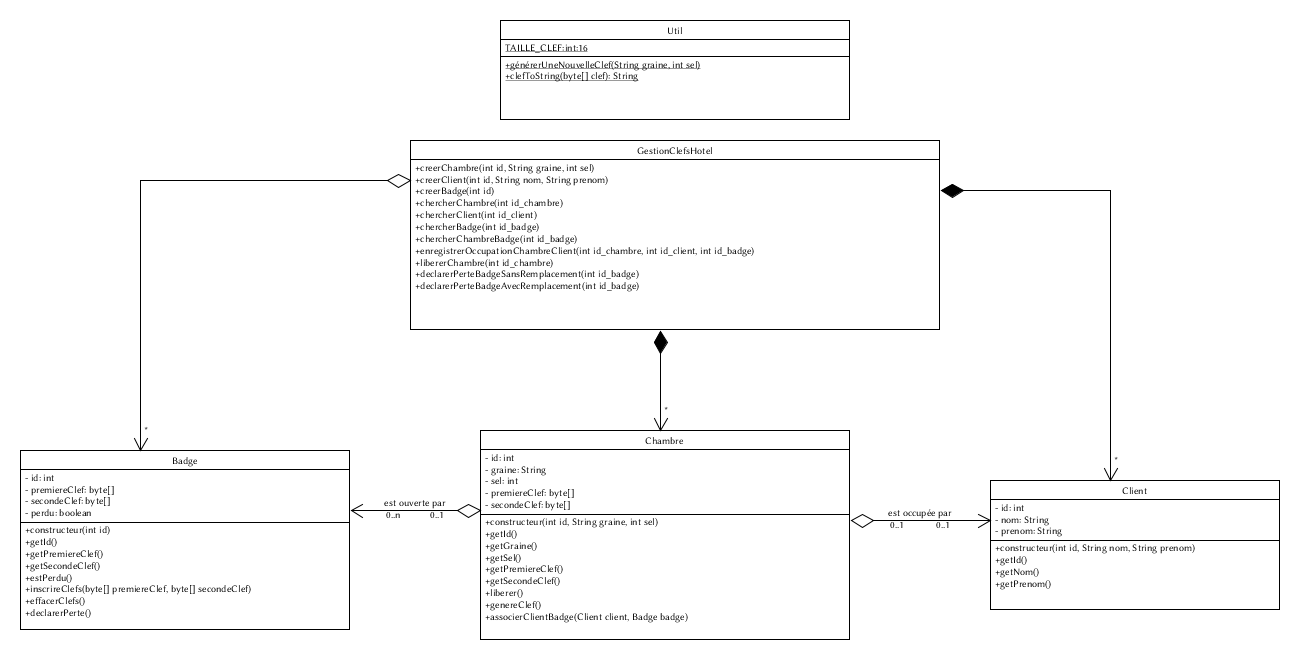 Util
TAILLE_CLEF:int:16
+générerUneNouvelleClef(String graine, int sel)
+clefToString(byte[] clef): String
GestionClefsHotel
+creerChambre(int id, String graine, int sel)
+creerClient(int id, String nom, String prenom)
+creerBadge(int id)
+chercherChambre(int id_chambre)
+chercherClient(int id_client)
+chercherBadge(int id_badge)
+chercherChambreBadge(int id_badge)
+enregistrerOccupationChambreClient(int id_chambre, int id_client, int id_badge)
+libererChambre(int id_chambre)
+declarerPerteBadgeSansRemplacement(int id_badge)
+declarerPerteBadgeAvecRemplacement(int id_badge)
*
*
*
Badge
- id: int
- premiereClef: byte[]
- secondeClef: byte[]
- perdu: boolean
+constructeur(int id)
+getId()
+getPremiereClef()
+getSecondeClef()
+estPerdu()
+inscrireClefs(byte[] premiereClef, byte[] secondeClef)
+effacerClefs()
+declarerPerte()
est ouverte par
0..n 0..1
Chambre
- id: int
- graine: String
- sel: int
- premiereClef: byte[]
- secondeClef: byte[]
+constructeur(int id, String graine, int sel)
+getId()
+getGraine()
+getSel()
+getPremiereClef()
+getSecondeClef()
+liberer()
+genereClef()
+associerClientBadge(Client client, Badge badge)
est occupée par
0..1 0..1
Client
- id: int
- nom: String
- prenom: String
+constructeur(int id, String nom, String prenom)
+getId()
+getNom()
+getPrenom()